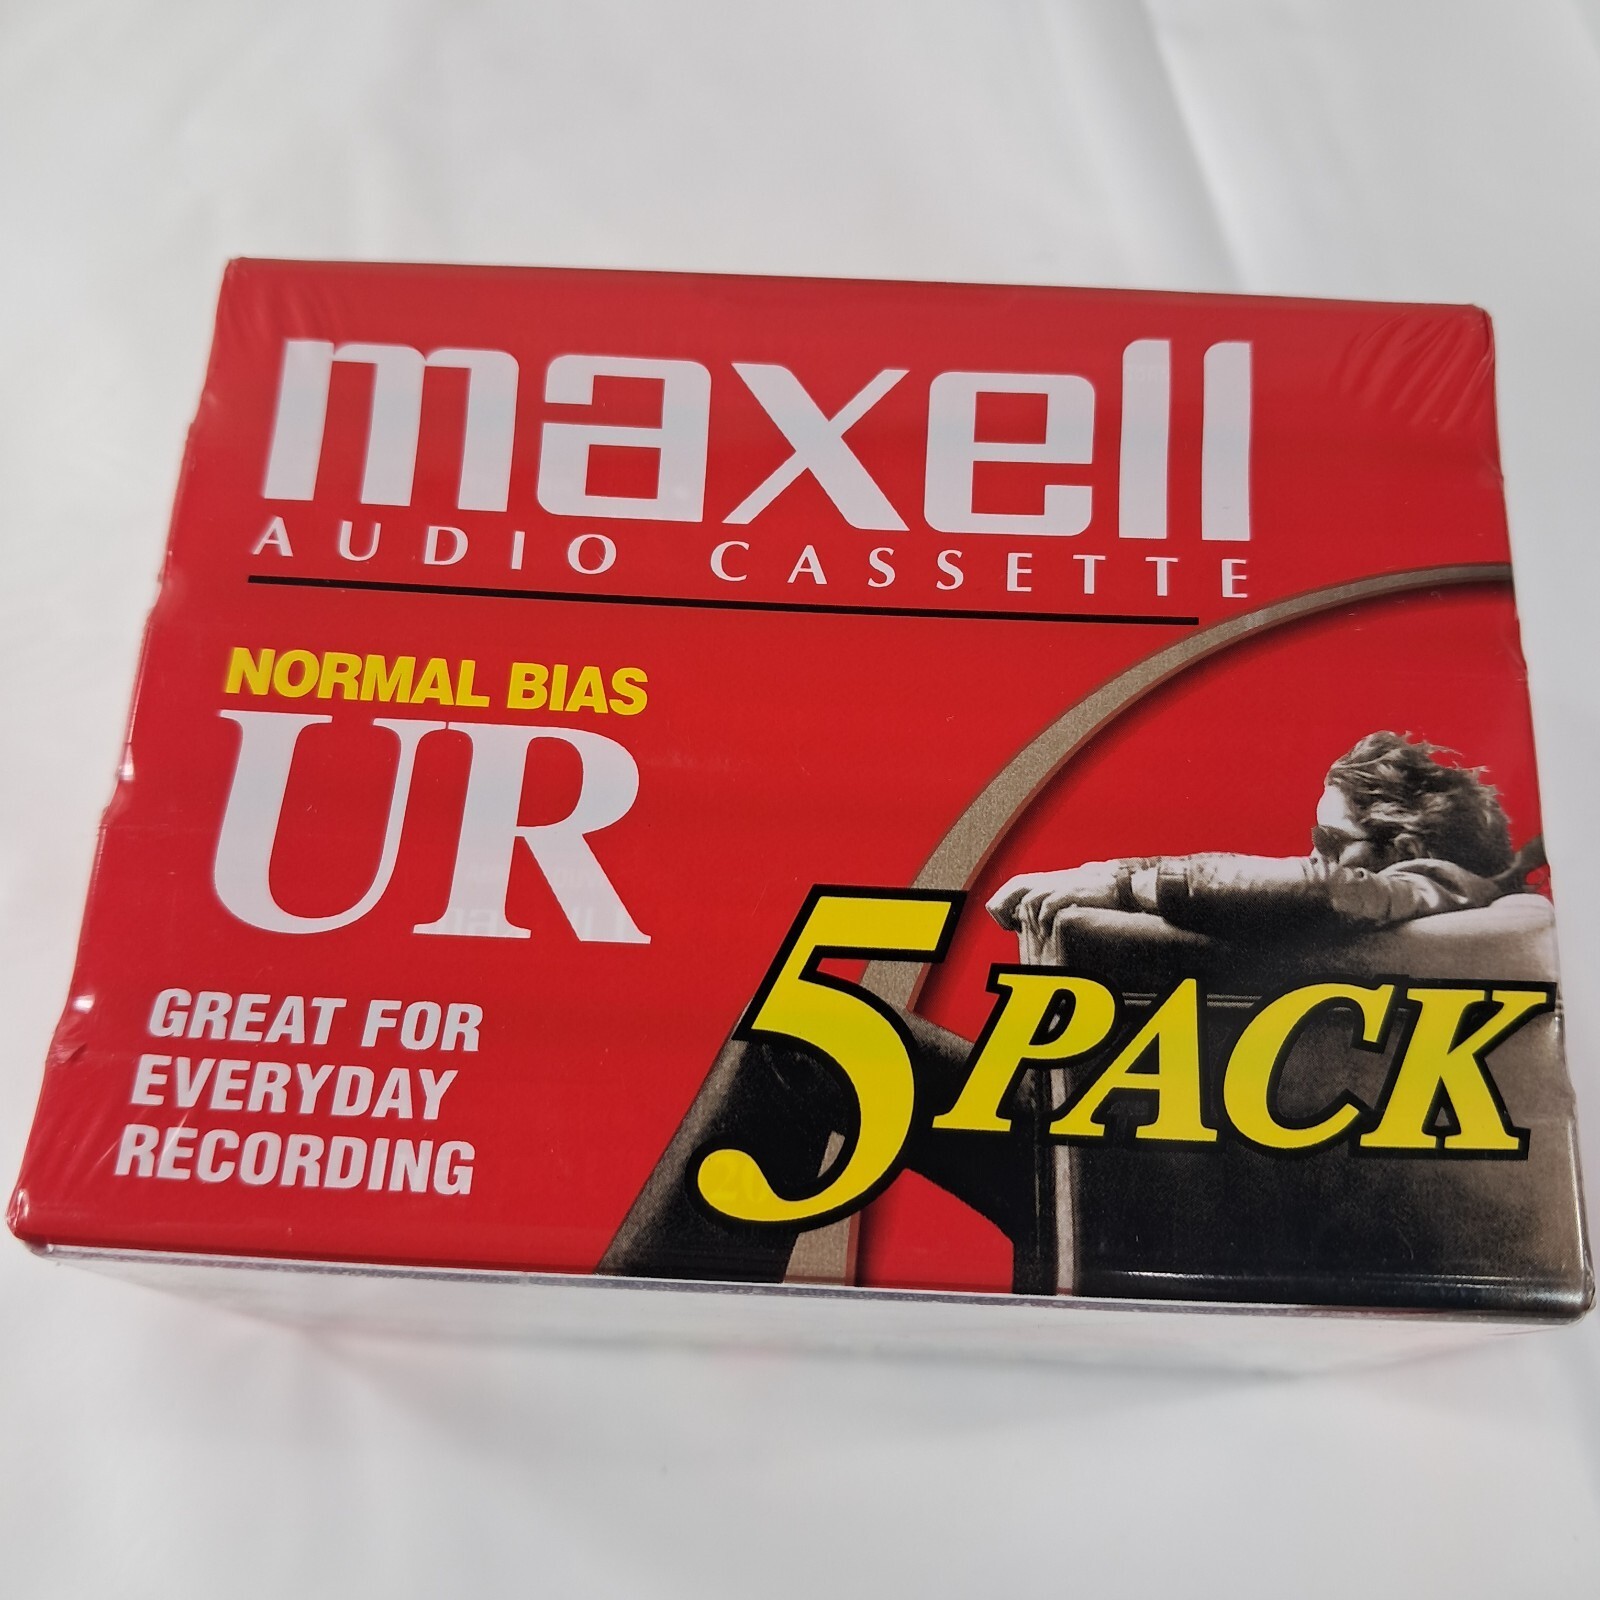 maxell
AUDIO CASSETTE
NORMAL BIAS
UR
GREAT FOR
EVERYDAY
RECORDING
5 PACK